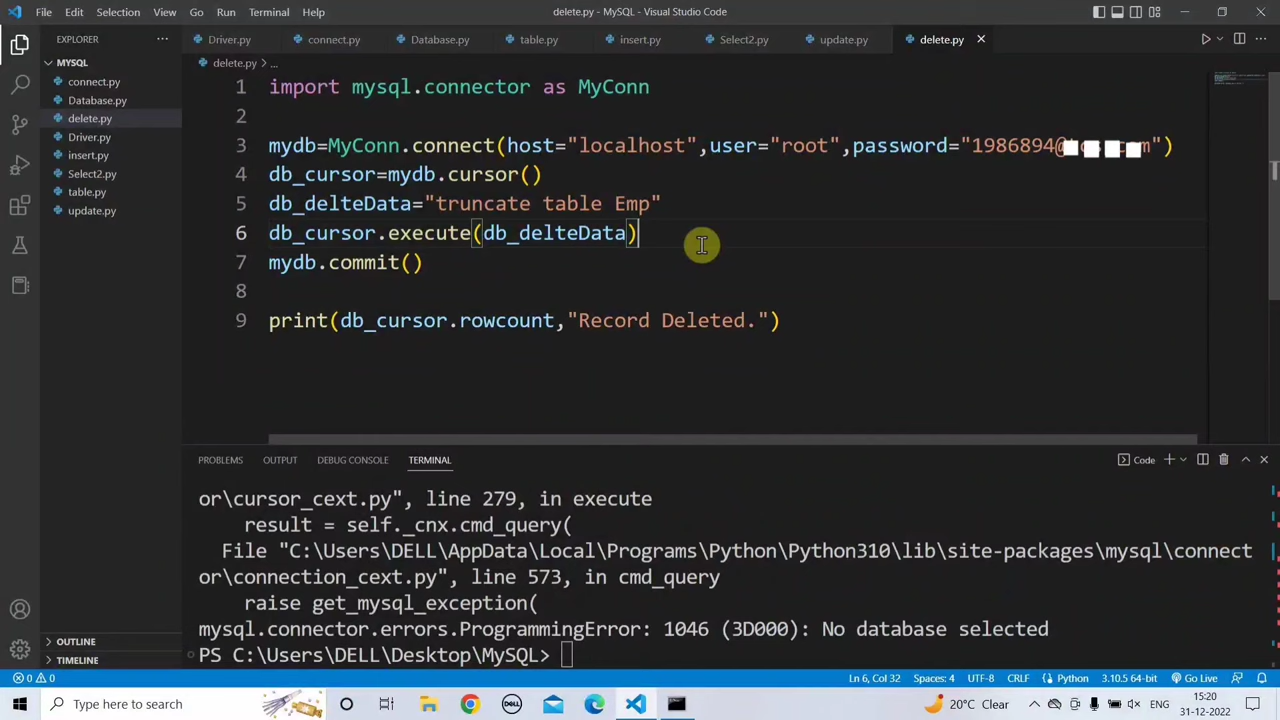 File Edit Selection View Go Run Terminal Help
delete.py - MySQL - Visual Studio Code
EXPLORER
Driver.py connect.py Database.py table.py insert.py Select2.py update.py delete.py
MYSQL
connect.py
Database.py
delete.py
Driver.py
insert.py
Select2.py
table.py
update.py
OUTLINE
TIMELINE
delete.py > ...
1 import mysql.connector as MyConn
2
3 mydb=MyConn.connect(host="localhost",user="root",password="1986894@
4 db_cursor=mydb.cursor()
5 db_delteData="truncate table Emp"
6 db_cursor.execute(db_delteData)
7 mydb.commit()
8
9 print(db_cursor.rowcount,"Record Deleted.")
PROBLEMS OUTPUT DEBUG CONSOLE TERMINAL
Code
or\cursor_cext.py", line 279, in execute
result = self._cnx.cmd_query(
File "C:\Users\DELL\AppData\Local\Programs\Python\Python310\lib\site-packages\mysql\connect
or\connection_cext.py", line 573, in cmd_query
raise get_mysql_exception(
mysql.connector.errors.ProgrammingError: 1046 (3D000): No database selected
PS C:\Users\DELL\Desktop\MySQL>
0 0
Ln 6, Col 32 Spaces: 4 UTF-8 CRLF Python 3.10.5 64-bit Go Live
Type here to search
DELL
20°C Clear
ENG
15:20
31-12-2022